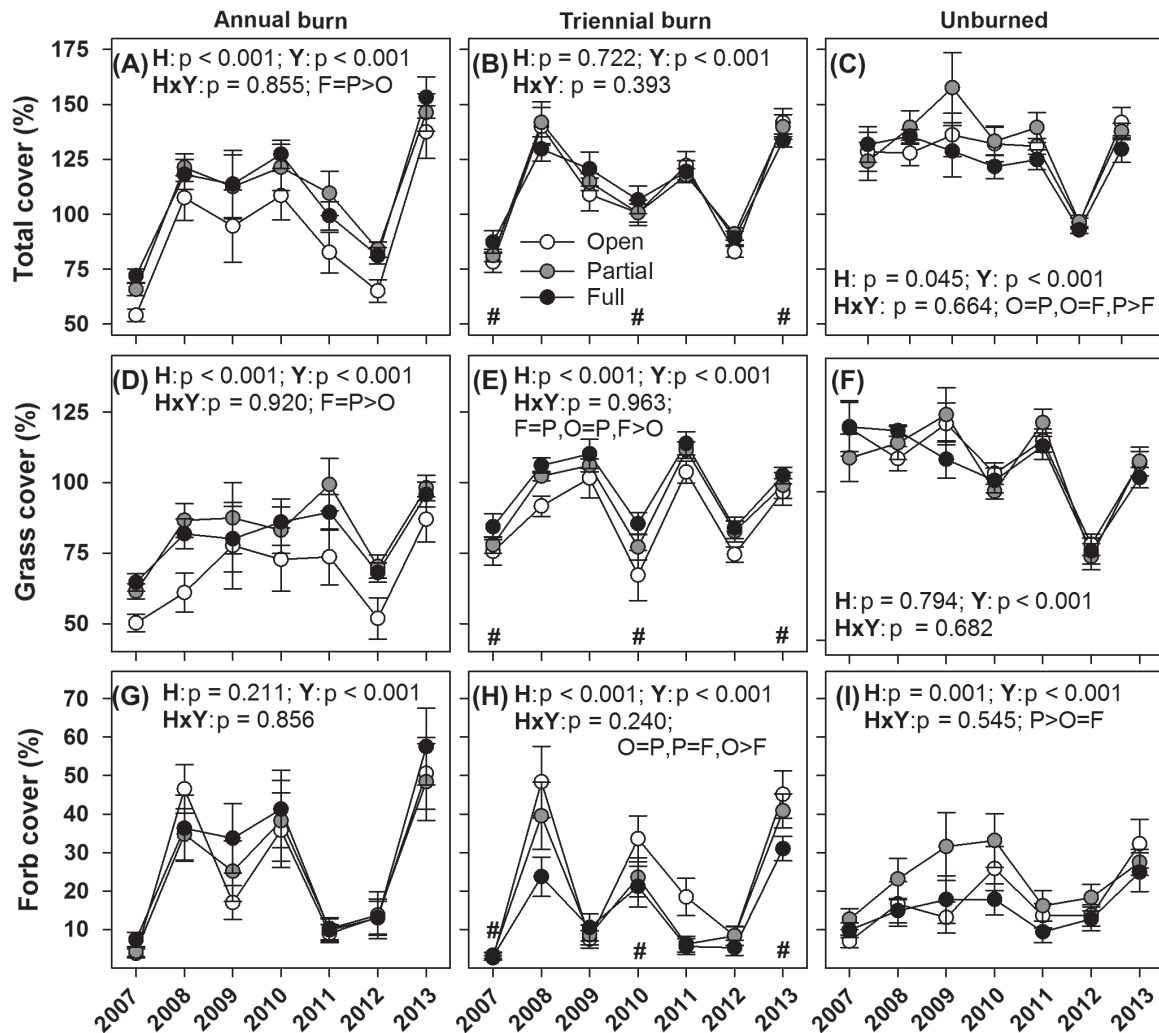 Annual burn
Triennial burn
Unburned
Total cover (%)
175
150
125
100
75
50
(A) H: p < 0.001; Y: p < 0.001
HxY: p = 0.855; F=P>O
(B) H: p = 0.722; Y: p < 0.001
HxY: p = 0.393
Open
Partial
Full
# # #
(C)
H: p = 0.045; Y: p < 0.001
HxY: p = 0.664; O=P,O=F,P>F
Grass cover (%)
125
100
75
50
(D) H: p < 0.001; Y: p < 0.001
HxY: p = 0.920; F=P>O
(E) H: p < 0.001; Y: p < 0.001
HxY: p = 0.963;
F=P,O=P,F>O
# # #
(F)
H: p = 0.794; Y: p < 0.001
HxY: p = 0.682
Forb cover (%)
70
60
50
40
30
20
10
(G) H: p = 0.211; Y: p < 0.001
HxY: p = 0.856
(H) H: p < 0.001; Y: p < 0.001
HxY: p = 0.240;
O=P,P=F,O>F
# # #
(I) H: p = 0.001; Y: p < 0.001
HxY: p = 0.545; P>O=F
2007 2008 2009 2010 2011 2012 2013
2007 2008 2009 2010 2011 2012 2013
2007 2008 2009 2010 2011 2012 2013